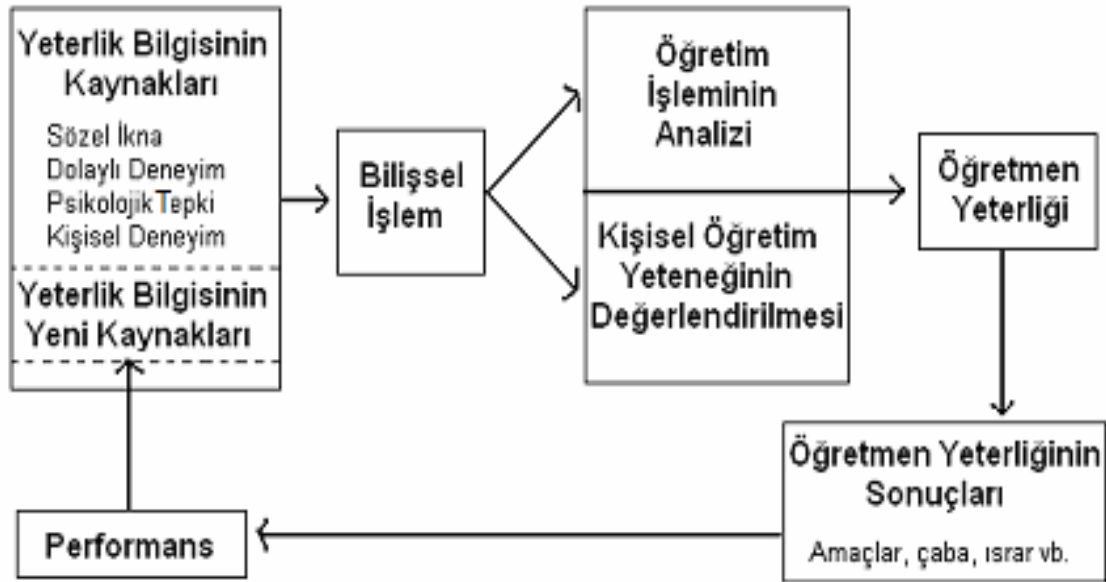 Yeterlik Bilgisinin
Kaynakları
Sözel İkna
Dolaylı Deneyim
Psikolojik Tepki
Kişisel Deneyim
Yeterlik Bilgisinin
Yeni Kaynakları
Bilişsel
İşlem
Öğretim
İşleminin
Analizi
Kişisel Öğretim
Yeteneğinin
Değerlendirilmesi
Öğretmen
Yeterliği
Öğretmen Yeterliğinin
Sonuçları
Amaçlar, çaba, ısrar vb.
Performans